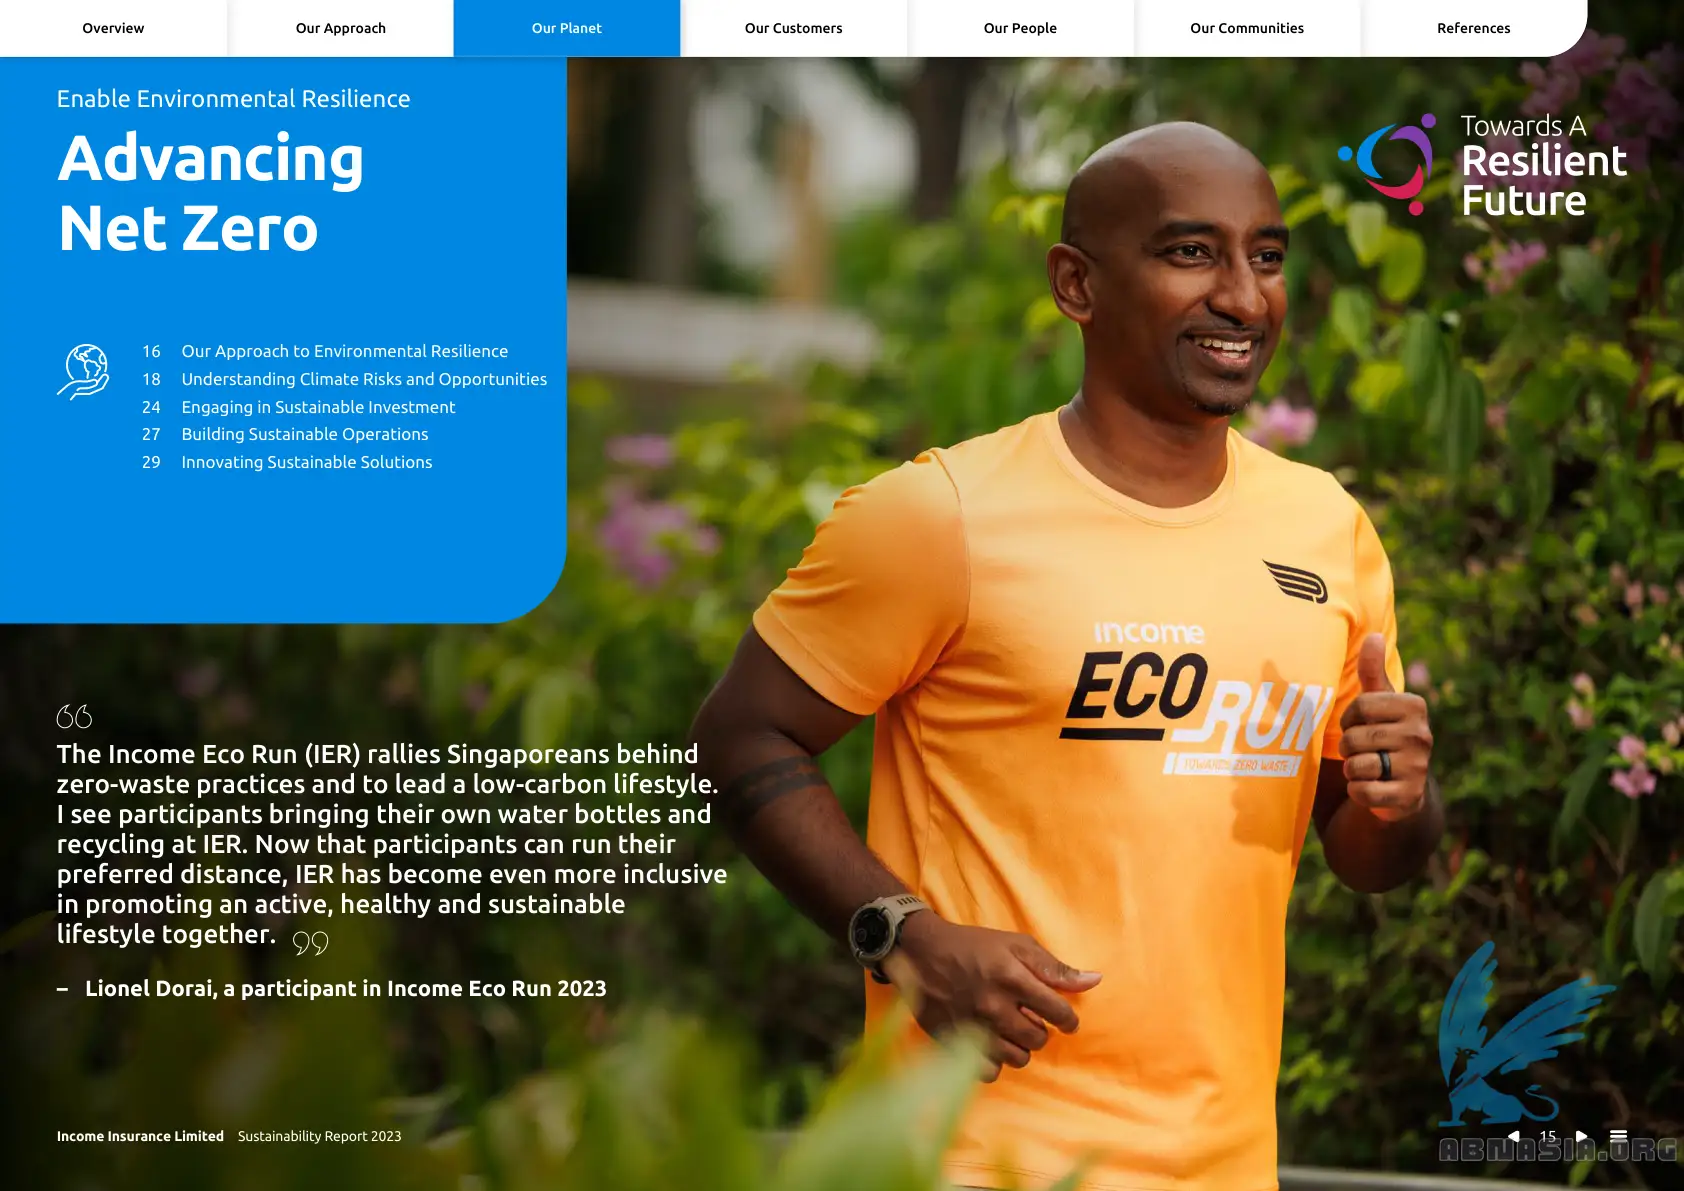 Overview
Our Approach
Our Planet
Our Customers
Our People
Our Communities
References
Enable Environmental Resilience
Advancing
Net Zero
Towards A
Resilient
Future
16 Our Approach to Environmental Resilience
18 Understanding Climate Risks and Opportunities
24 Engaging in Sustainable Investment
27 Building Sustainable Operations
29 Innovating Sustainable Solutions
income
ECO
RUN
TOWARDS ZERO WASTE
“
The Income Eco Run (IER) rallies Singaporeans behind
zero-waste practices and to lead a low-carbon lifestyle.
I see participants bringing their own water bottles and
recycling at IER. Now that participants can run their
preferred distance, IER has become even more inclusive
in promoting an active, healthy and sustainable
lifestyle together. ”
– Lionel Dorai, a participant in Income Eco Run 2023
Income Insurance Limited Sustainability Report 2023
15
ABNASIA.ORG